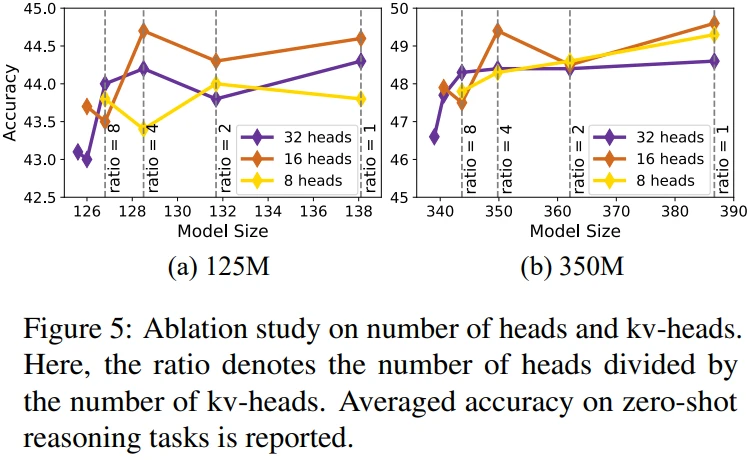 45.0
44.5
44.0
43.5
43.0
42.5
Accuracy
ratio = 8
ratio = 4
ratio = 2
ratio = 1
32 heads
16 heads
8 heads
126 128 130 132 134 136 138
Model Size
(a) 125M
50
49
48
47
46
45
ratio = 8
ratio = 4
ratio = 2
ratio = 1
32 heads
16 heads
8 heads
340 350 360 370 380 390
Model Size
(b) 350M
Figure 5: Ablation study on number of heads and kv-heads.
Here, the ratio denotes the number of heads divided by
the number of kv-heads. Averaged accuracy on zero-shot
reasoning tasks is reported.